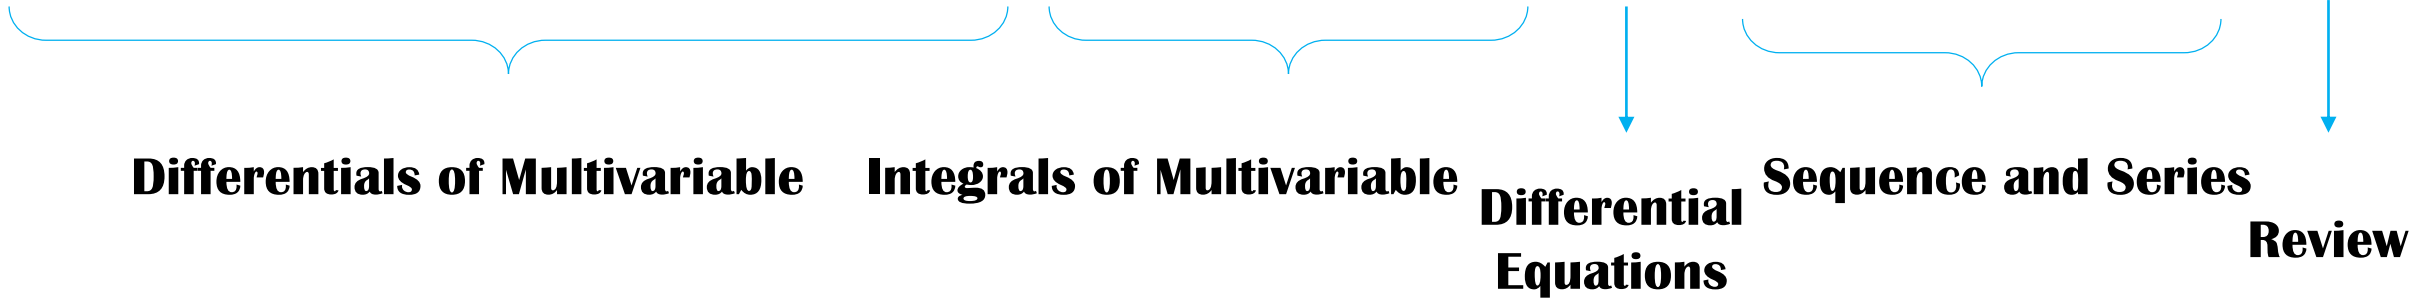 Differentials of Multivariable
Integrals of Multivariable
Differential
Equations
Sequence and Series
Review